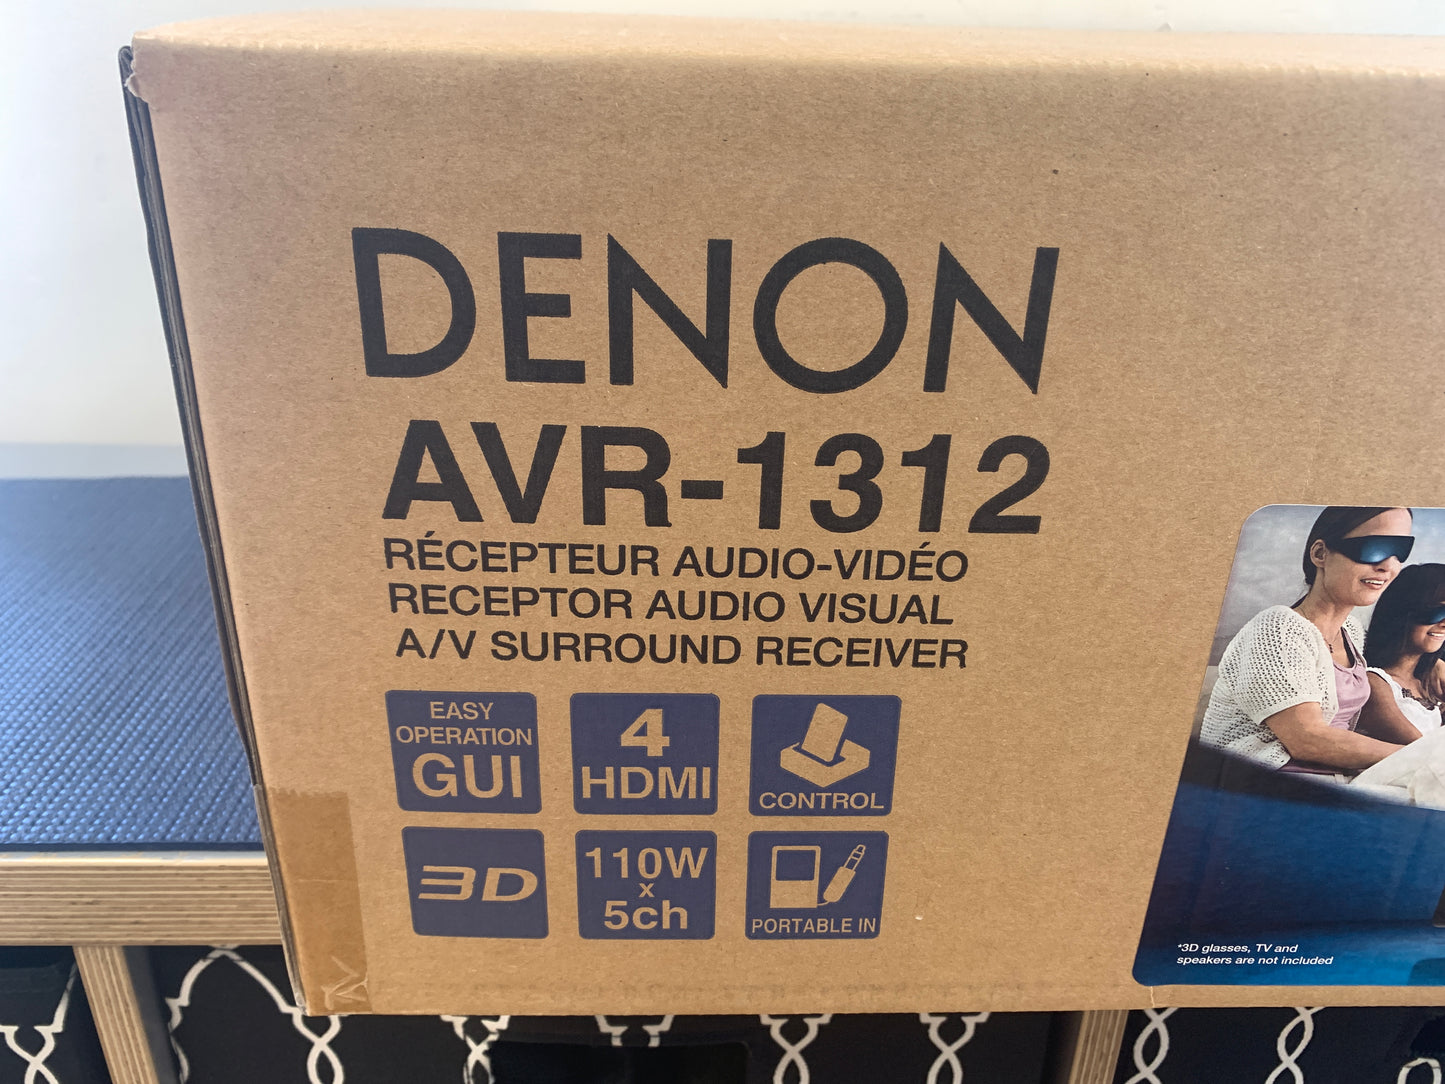 DENON
AVR-1312
RÉCEPTEUR AUDIO-VIDÉO
RECEPTOR AUDIO VISUAL
A/V SURROUND RECEIVER
EASY
OPERATION
GUI
4
HDMI
CONTROL
3D
110W
x
5ch
PORTABLE IN
*3D glasses, TV and
speakers are not included